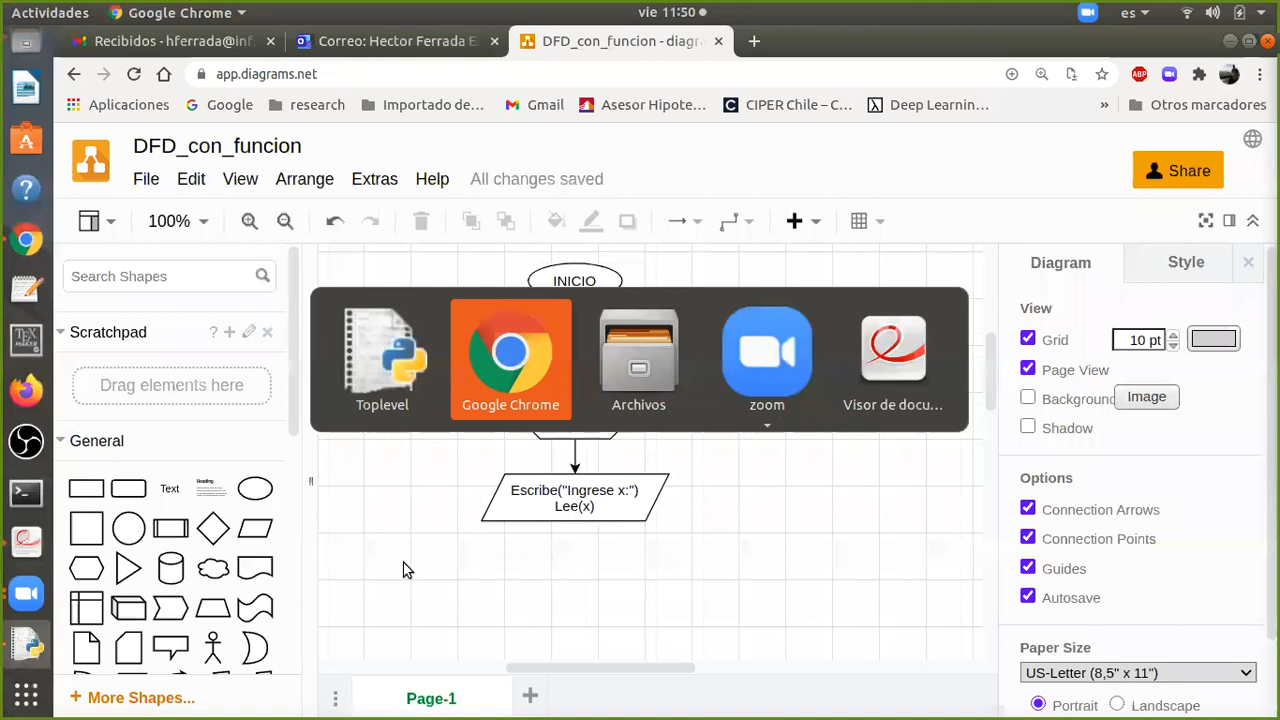 Actividades
Google Chrome
vie 11:50
es
Recibidos - hferrada@inf.
Correo: Hector Ferrada E
DFD_con_funcion - diagra
app.diagrams.net
ABP
Aplicaciones
Google
research
Importado de…
Gmail
Asesor Hipote…
CIPER Chile – C…
Deep Learnin…
»
Otros marcadores
DFD_con_funcion
File Edit View Arrange Extras Help All changes saved
Share
100%
Search Shapes
Scratchpad
Drag elements here
General
Text
Heading
More Shapes...
INICIO
Toplevel
Google Chrome
Archivos
zoom
Visor de docu…
Escribe("Ingrese x:")
Lee(x)
Page-1
Diagram
Style
View
Grid
10 pt
Page View
Background
Image
Shadow
Options
Connection Arrows
Connection Points
Guides
Autosave
Paper Size
US-Letter (8,5" x 11")
Portrait
Landscape